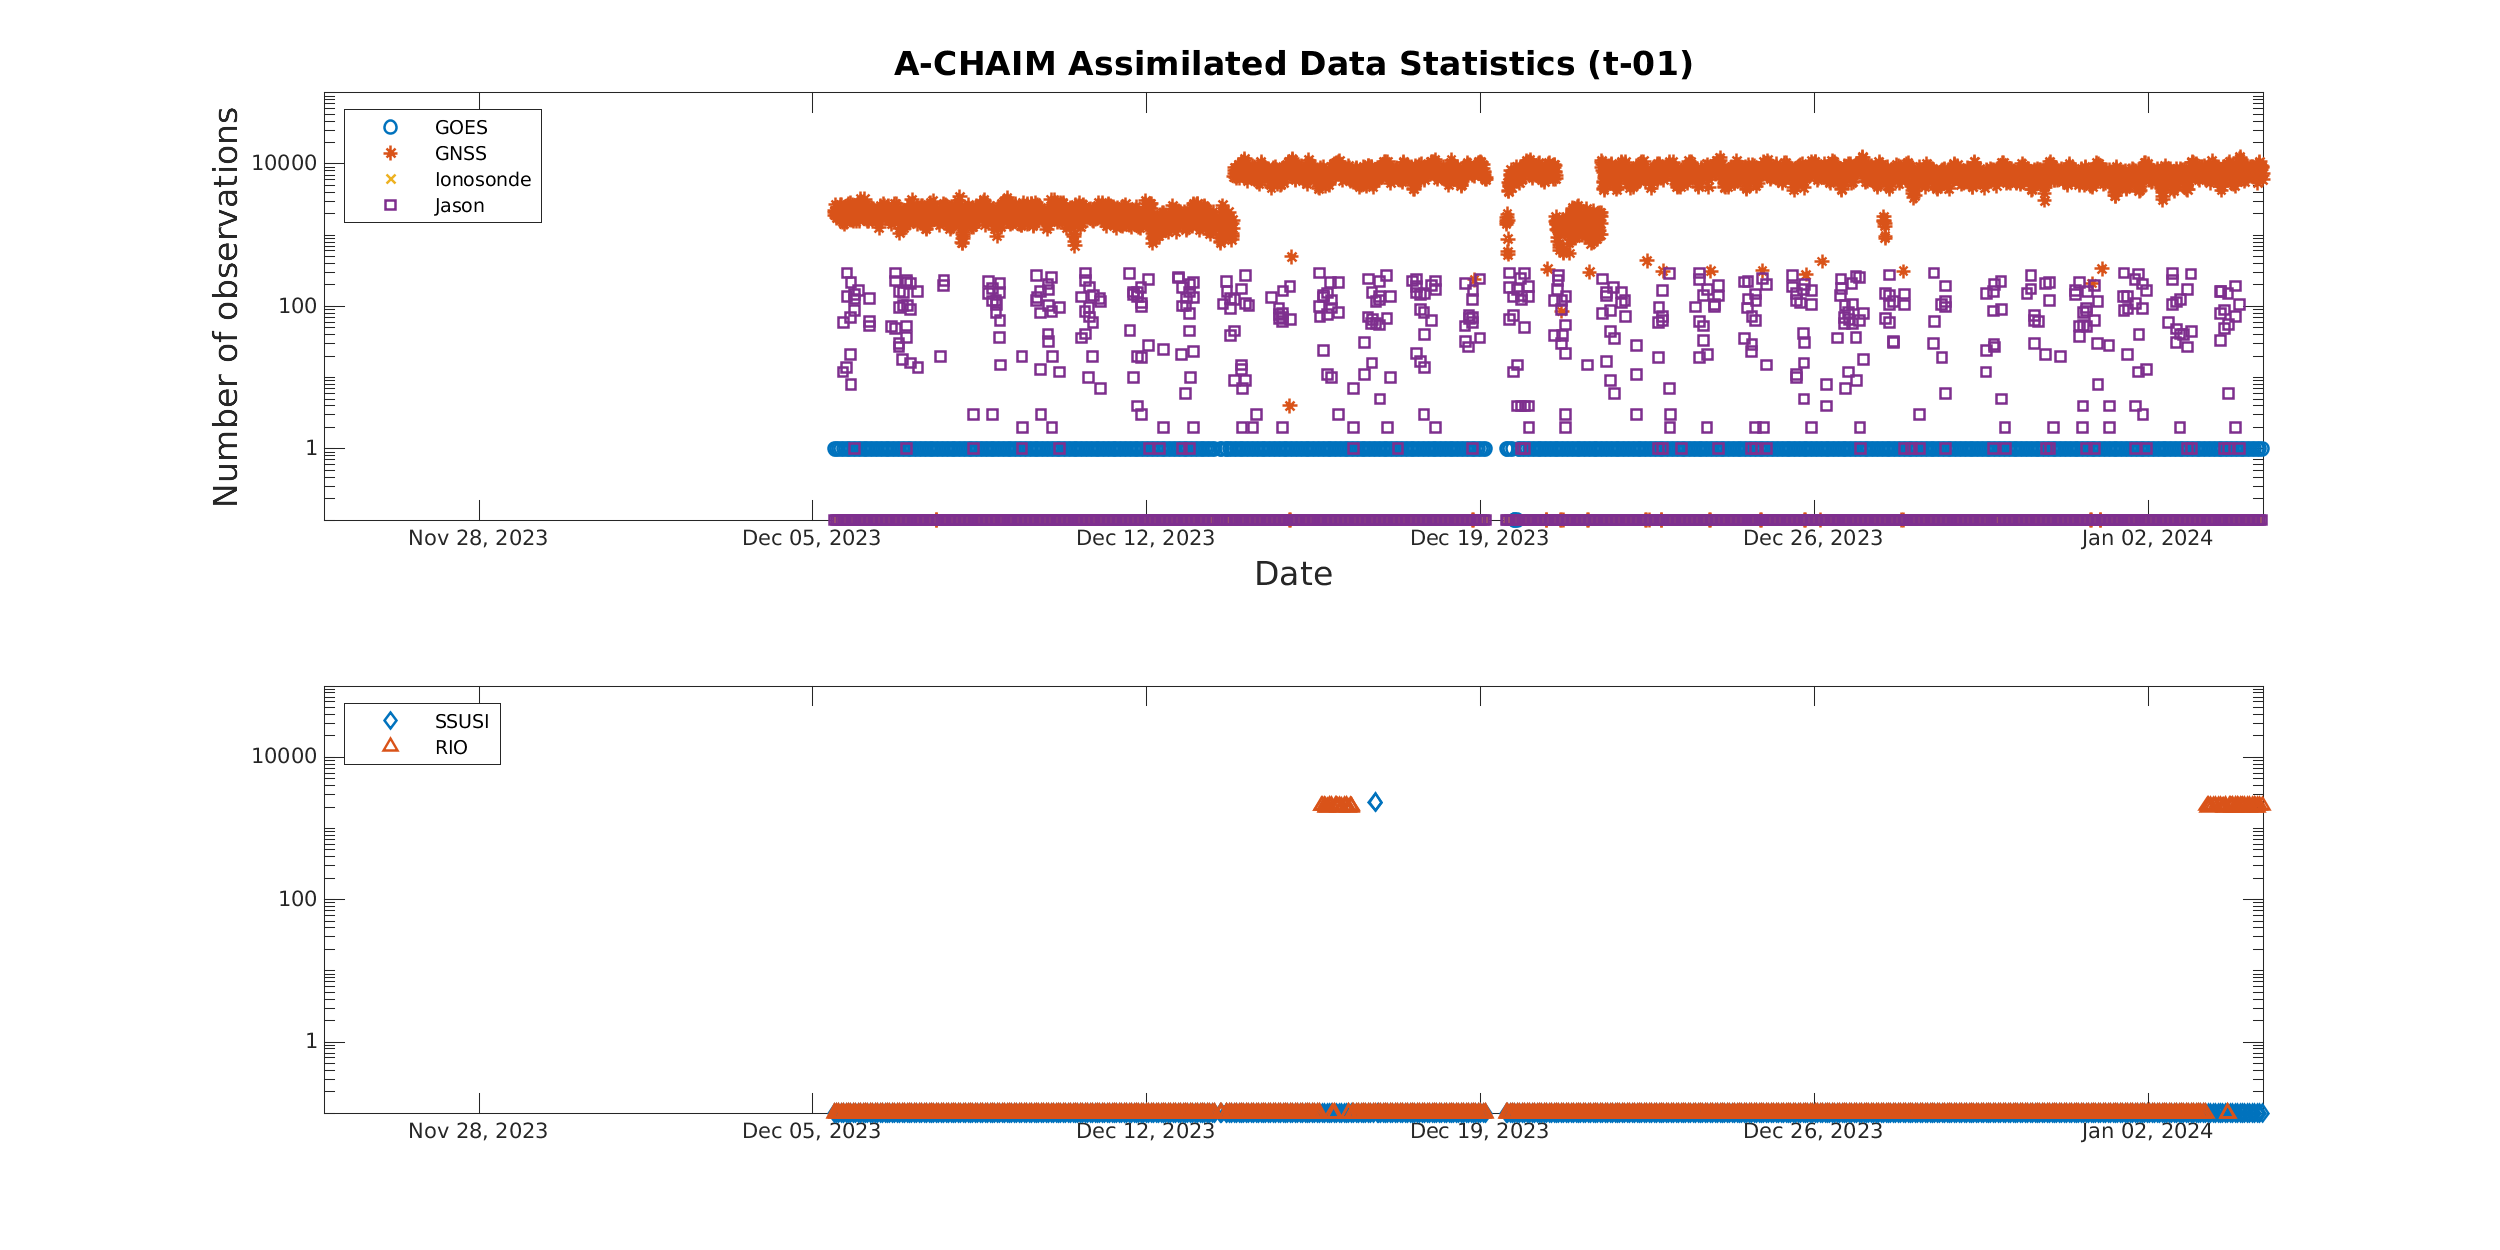 A-CHAIM Assimilated Data Statistics (t-01)
Number of observations
10000
100
1
GOES
GNSS
Ionosonde
Jason
Nov 28, 2023 Dec 05, 2023 Dec 12, 2023 Dec 19, 2023 Dec 26, 2023 Jan 02, 2024
Date
10000
100
1
SSUSI
RIO
Nov 28, 2023 Dec 05, 2023 Dec 12, 2023 Dec 19, 2023 Dec 26, 2023 Jan 02, 2024